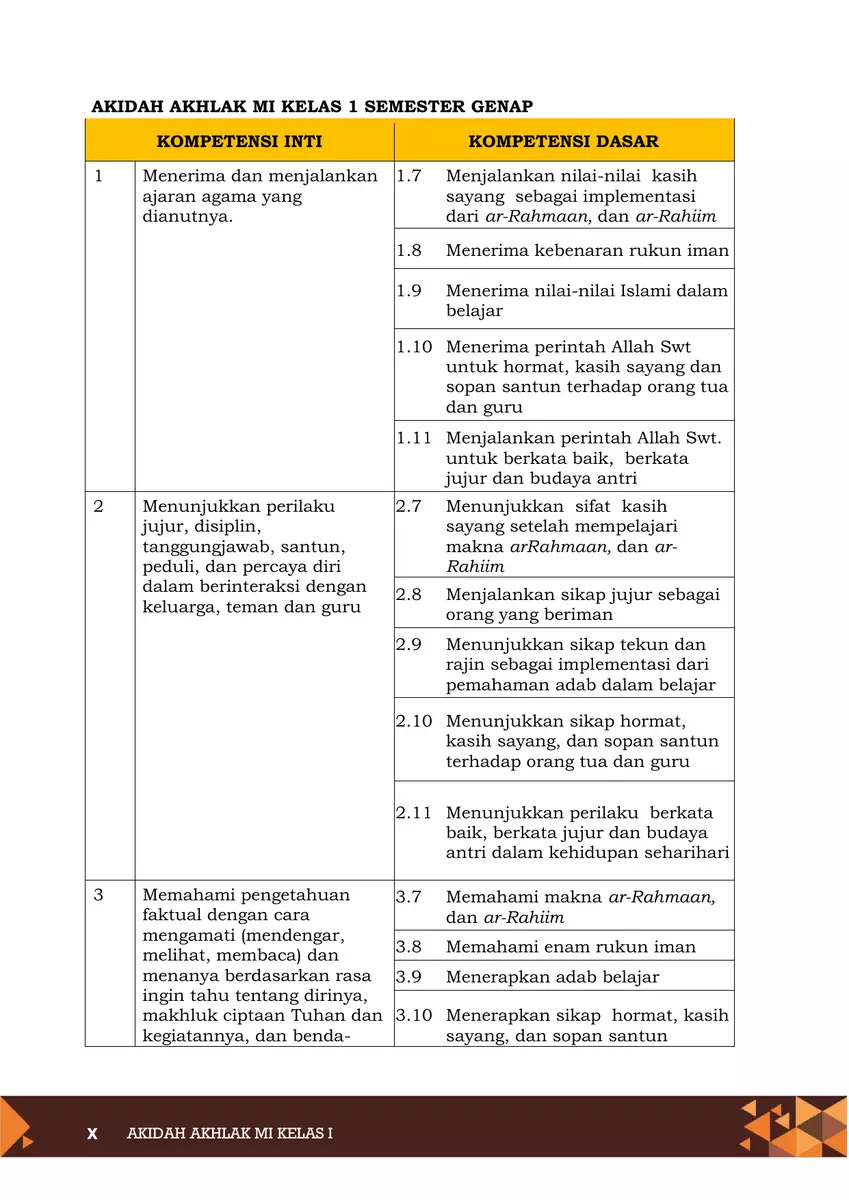 AKIDAH AKHLAK MI KELAS 1 SEMESTER GENAP
KOMPETENSI INTI
KOMPETENSI DASAR
1 Menerima dan menjalankan
ajaran agama yang
dianutnya.
1.7 Menjalankan nilai-nilai kasih
sayang sebagai implementasi
dari ar-Rahmaan, dan ar-Rahiim
1.8 Menerima kebenaran rukun iman
1.9 Menerima nilai-nilai Islami dalam
belajar
1.10 Menerima perintah Allah Swt
untuk hormat, kasih sayang dan
sopan santun terhadap orang tua
dan guru
1.11 Menjalankan perintah Allah Swt.
untuk berkata baik, berkata
jujur dan budaya antri
2 Menunjukkan perilaku
jujur, disiplin,
tanggungjawab, santun,
peduli, dan percaya diri
dalam berinteraksi dengan
keluarga, teman dan guru
2.7 Menunjukkan sifat kasih
sayang setelah mempelajari
makna arRahmaan, dan ar-
Rahiim
2.8 Menjalankan sikap jujur sebagai
orang yang beriman
2.9 Menunjukkan sikap tekun dan
rajin sebagai implementasi dari
pemahaman adab dalam belajar
2.10 Menunjukkan sikap hormat,
kasih sayang, dan sopan santun
terhadap orang tua dan guru
2.11 Menunjukkan perilaku berkata
baik, berkata jujur dan budaya
antri dalam kehidupan seharihari
3 Memahami pengetahuan
faktual dengan cara
mengamati (mendengar,
melihat, membaca) dan
menanya berdasarkan rasa
ingin tahu tentang dirinya,
makhluk ciptaan Tuhan dan
kegiatannya, dan benda-
3.7 Memahami makna ar-Rahmaan,
dan ar-Rahiim
3.8 Memahami enam rukun iman
3.9 Menerapkan adab belajar
3.10 Menerapkan sikap hormat, kasih
sayang, dan sopan santun
X AKIDAH AKHLAK MI KELAS I